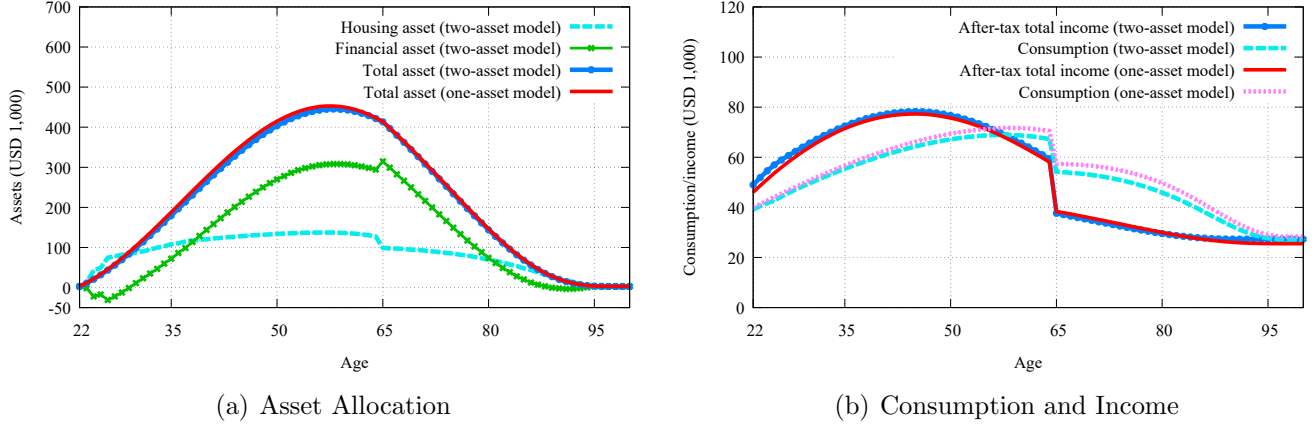 Housing asset (two-asset model)
Financial asset (two-asset model)
Total asset (two-asset model)
Total asset (one-asset model)
Assets (USD 1,000)
700
600
500
400
300
200
100
0
-50
22 35 50 65 80 95
Age
(a) Asset Allocation
After-tax total income (two-asset model)
Consumption (two-asset model)
After-tax total income (one-asset model)
Consumption (one-asset model)
Consumption/income (USD 1,000)
120
100
80
60
40
20
0
22 35 50 65 80 95
Age
(b) Consumption and Income